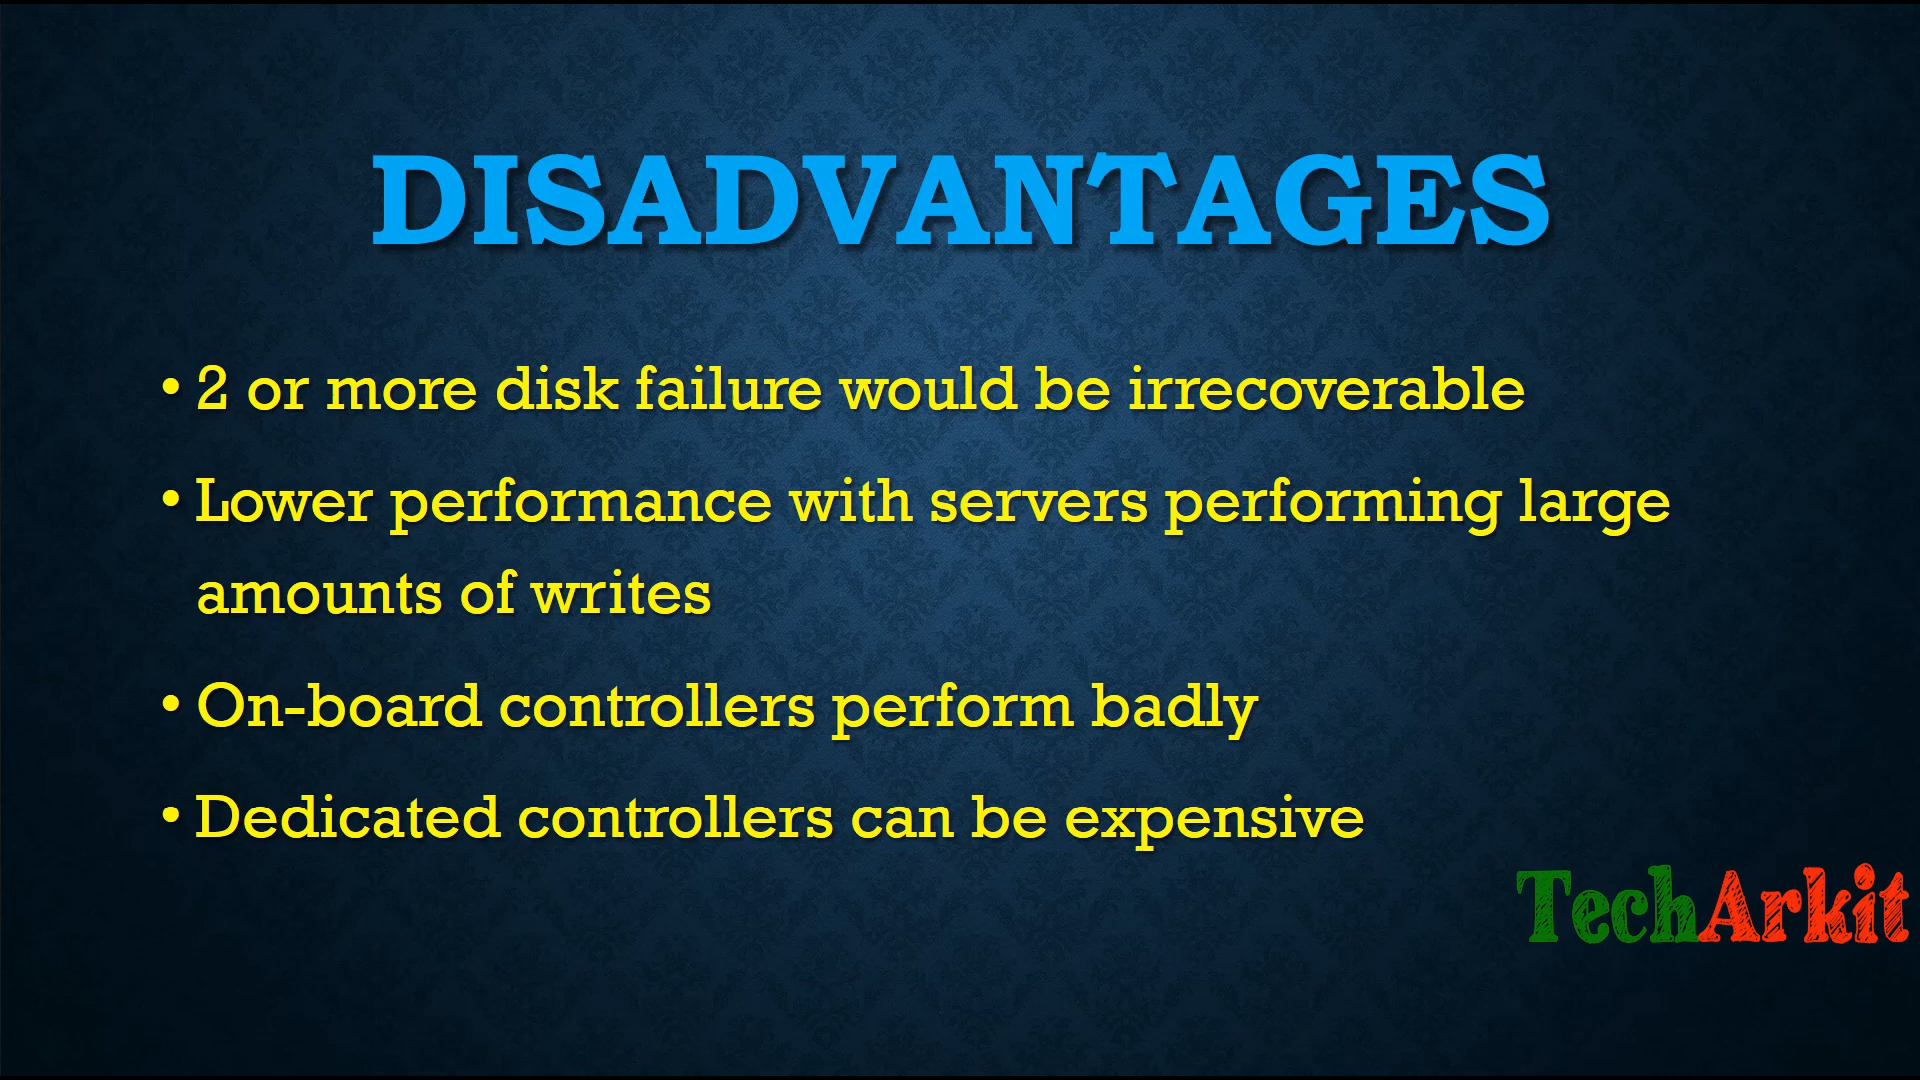 DISADVANTAGES
• 2 or more disk failure would be irrecoverable
• Lower performance with servers performing large
amounts of writes
• On-board controllers perform badly
• Dedicated controllers can be expensive
TechArkit